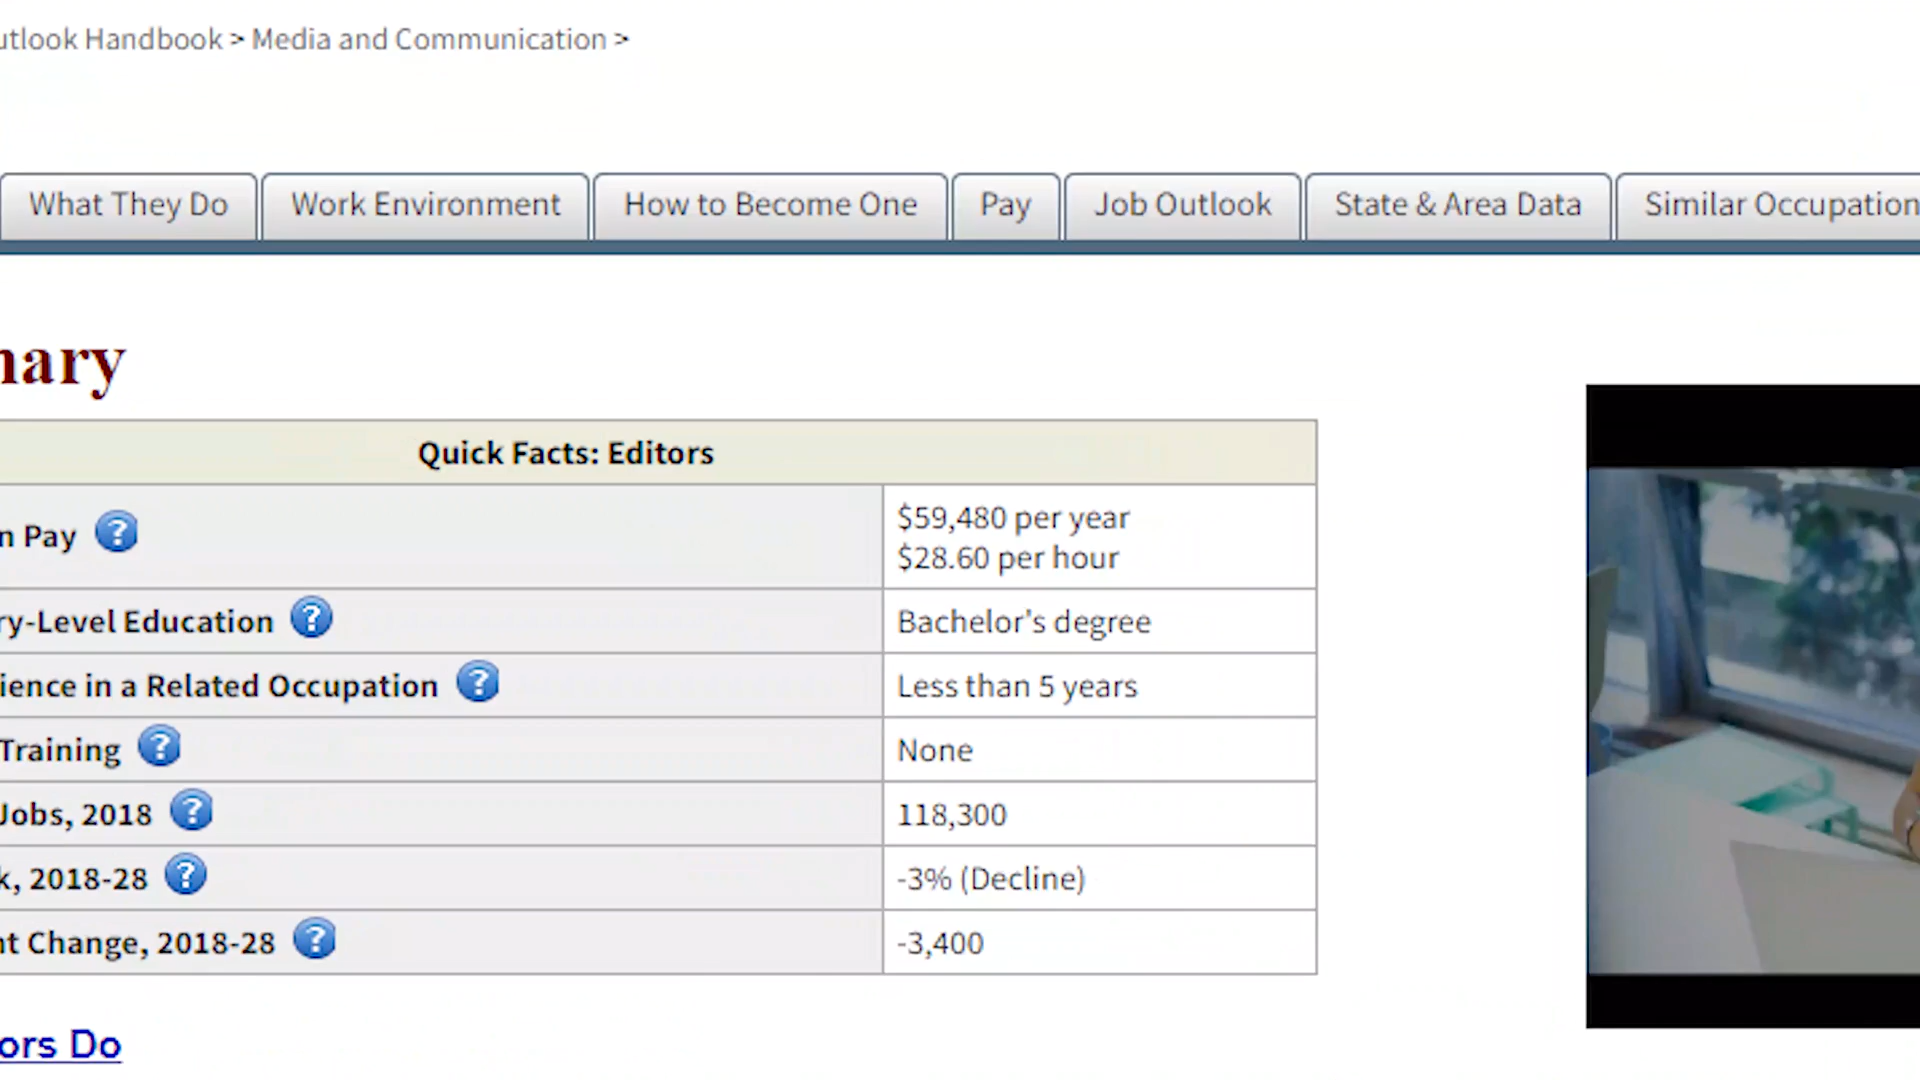 utlook Handbook > Media and Communication >
What They Do Work Environment How to Become One Pay Job Outlook State & Area Data Similar Occupation
nary
Quick Facts: Editors
n Pay ? $59,480 per year
$28.60 per hour
ry-Level Education ? Bachelor's degree
ience in a Related Occupation ? Less than 5 years
Training ? None
Jobs, 2018 ? 118,300
k, 2018-28 ? -3% (Decline)
nt Change, 2018-28 ? -3,400
ors Do